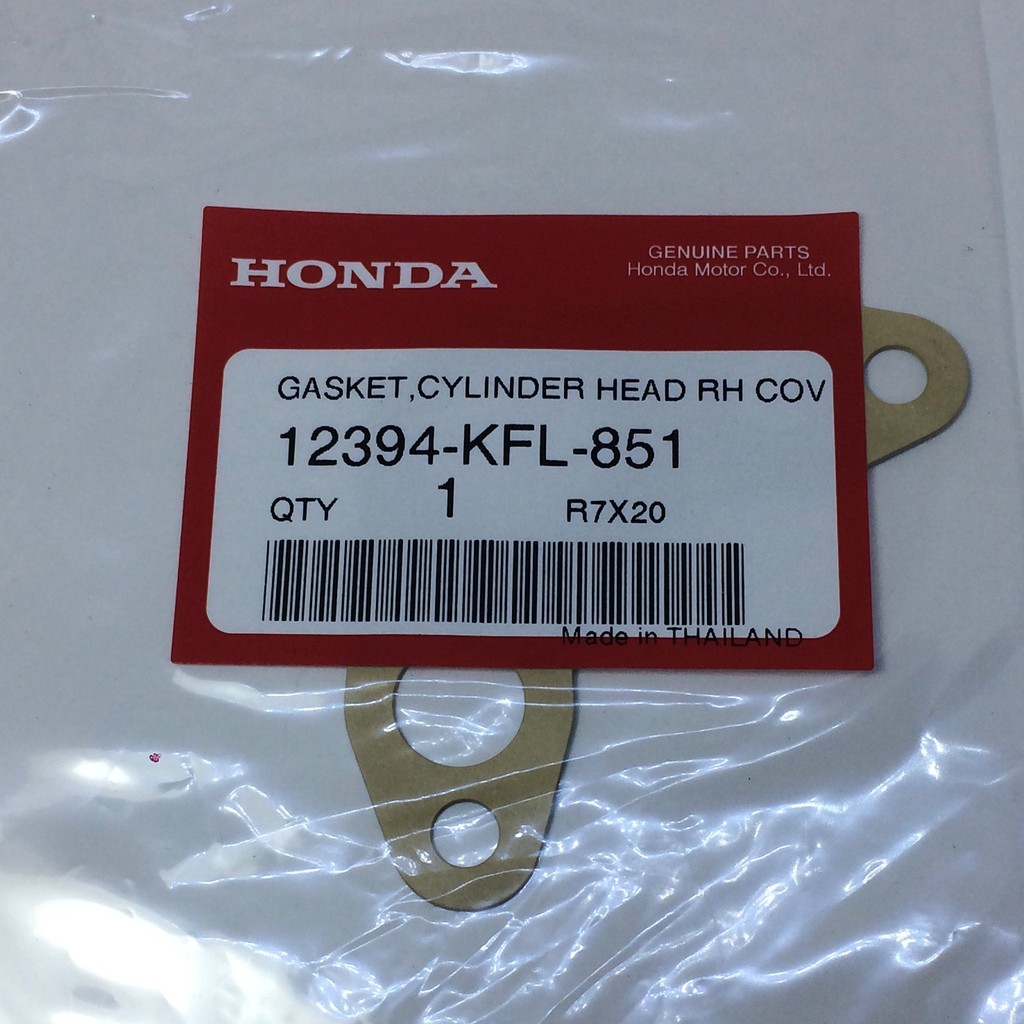 HONDA
GENUINE PARTS
Honda Motor Co., Ltd.
GASKET,CYLINDER HEAD RH COV
12394-KFL-851
QTY 1 R7X20
Made in THAILAND